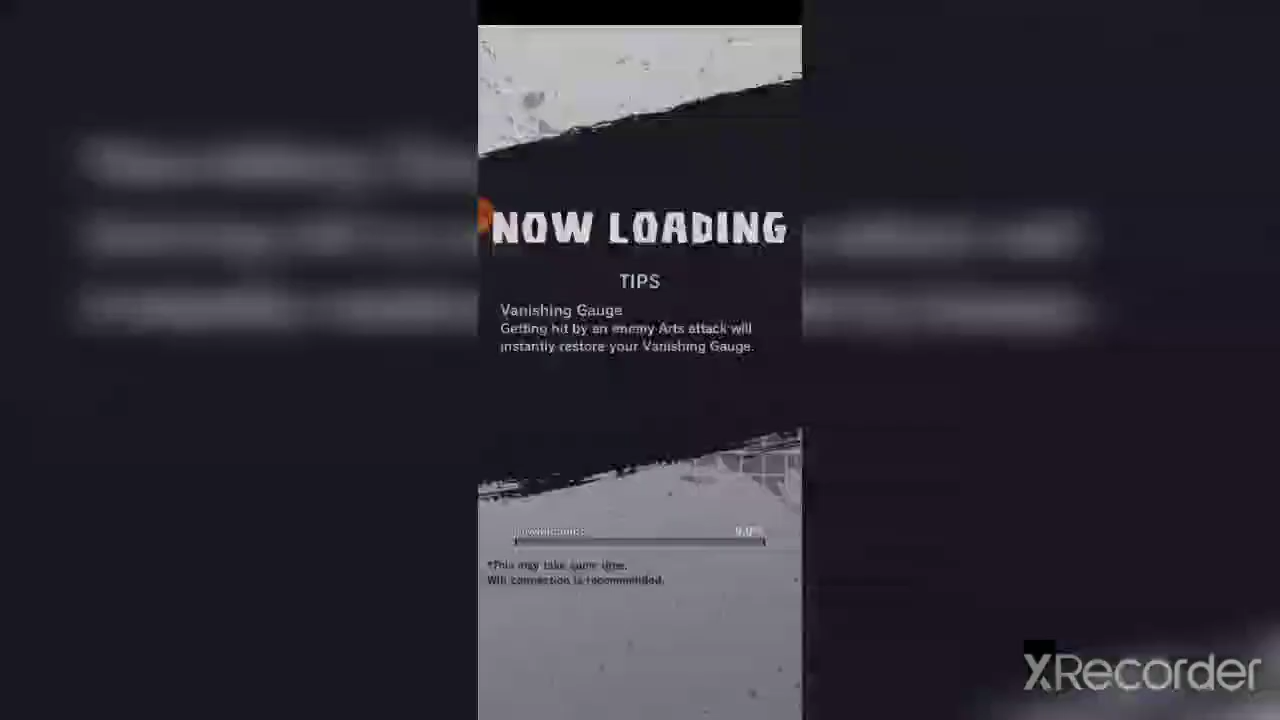 NOW LOADING
TIPS
Vanishing Gauge
Getting hit by an enemy Arts attack will
instantly restore your Vanishing Gauge.
*This may take some time.
Wifi connection is recommended.
XRecorder